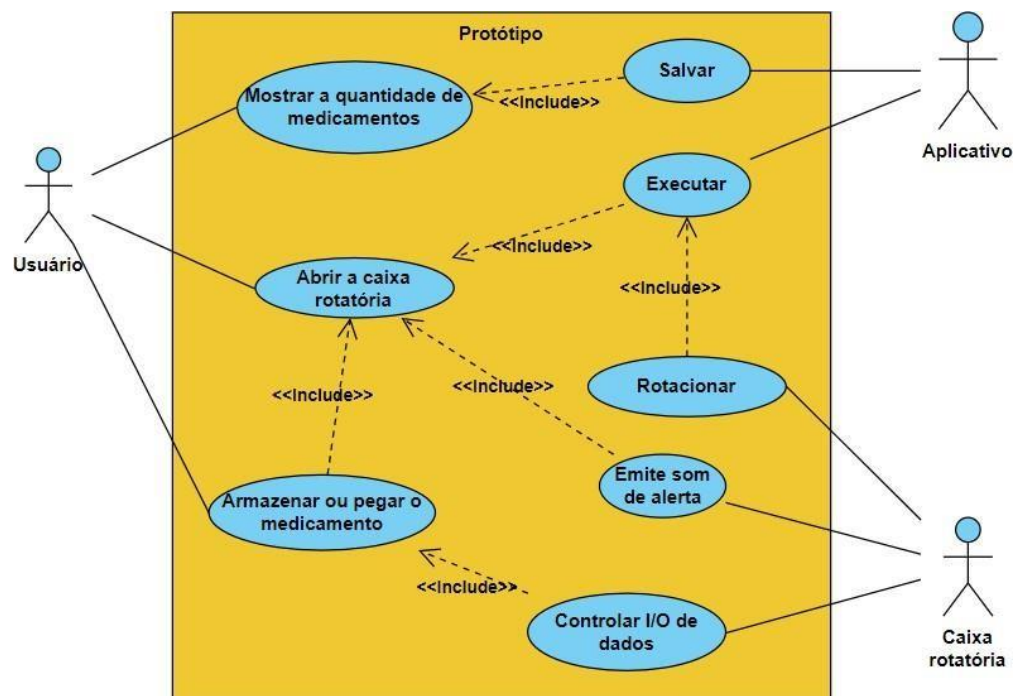 Protótipo
Mostrar a quantidade de
medicamentos
<<Include>>
Salvar
Aplicativo
Executar
Usuário
<<Include>>
Abrir a caixa
rotatória
<<Include>>
Rotacionar
<<Include>>
<<Include>>
Emite som
de alerta
Armazenar ou pegar o
medicamento
<<Include>>
Controlar I/O de
dados
Caixa
rotatória